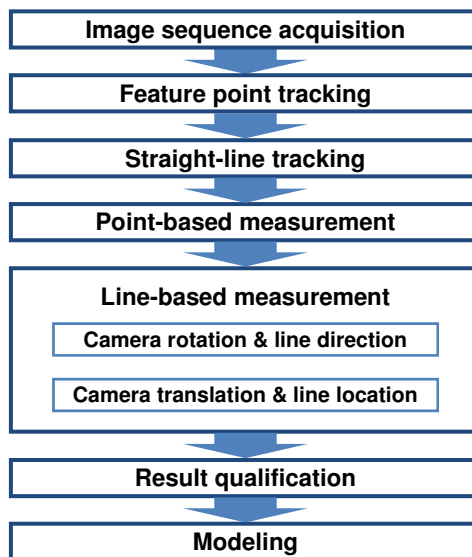 Image sequence acquisition
Feature point tracking
Straight-line tracking
Point-based measurement
Line-based measurement
Camera rotation & line direction
Camera translation & line location
Result qualification
Modeling